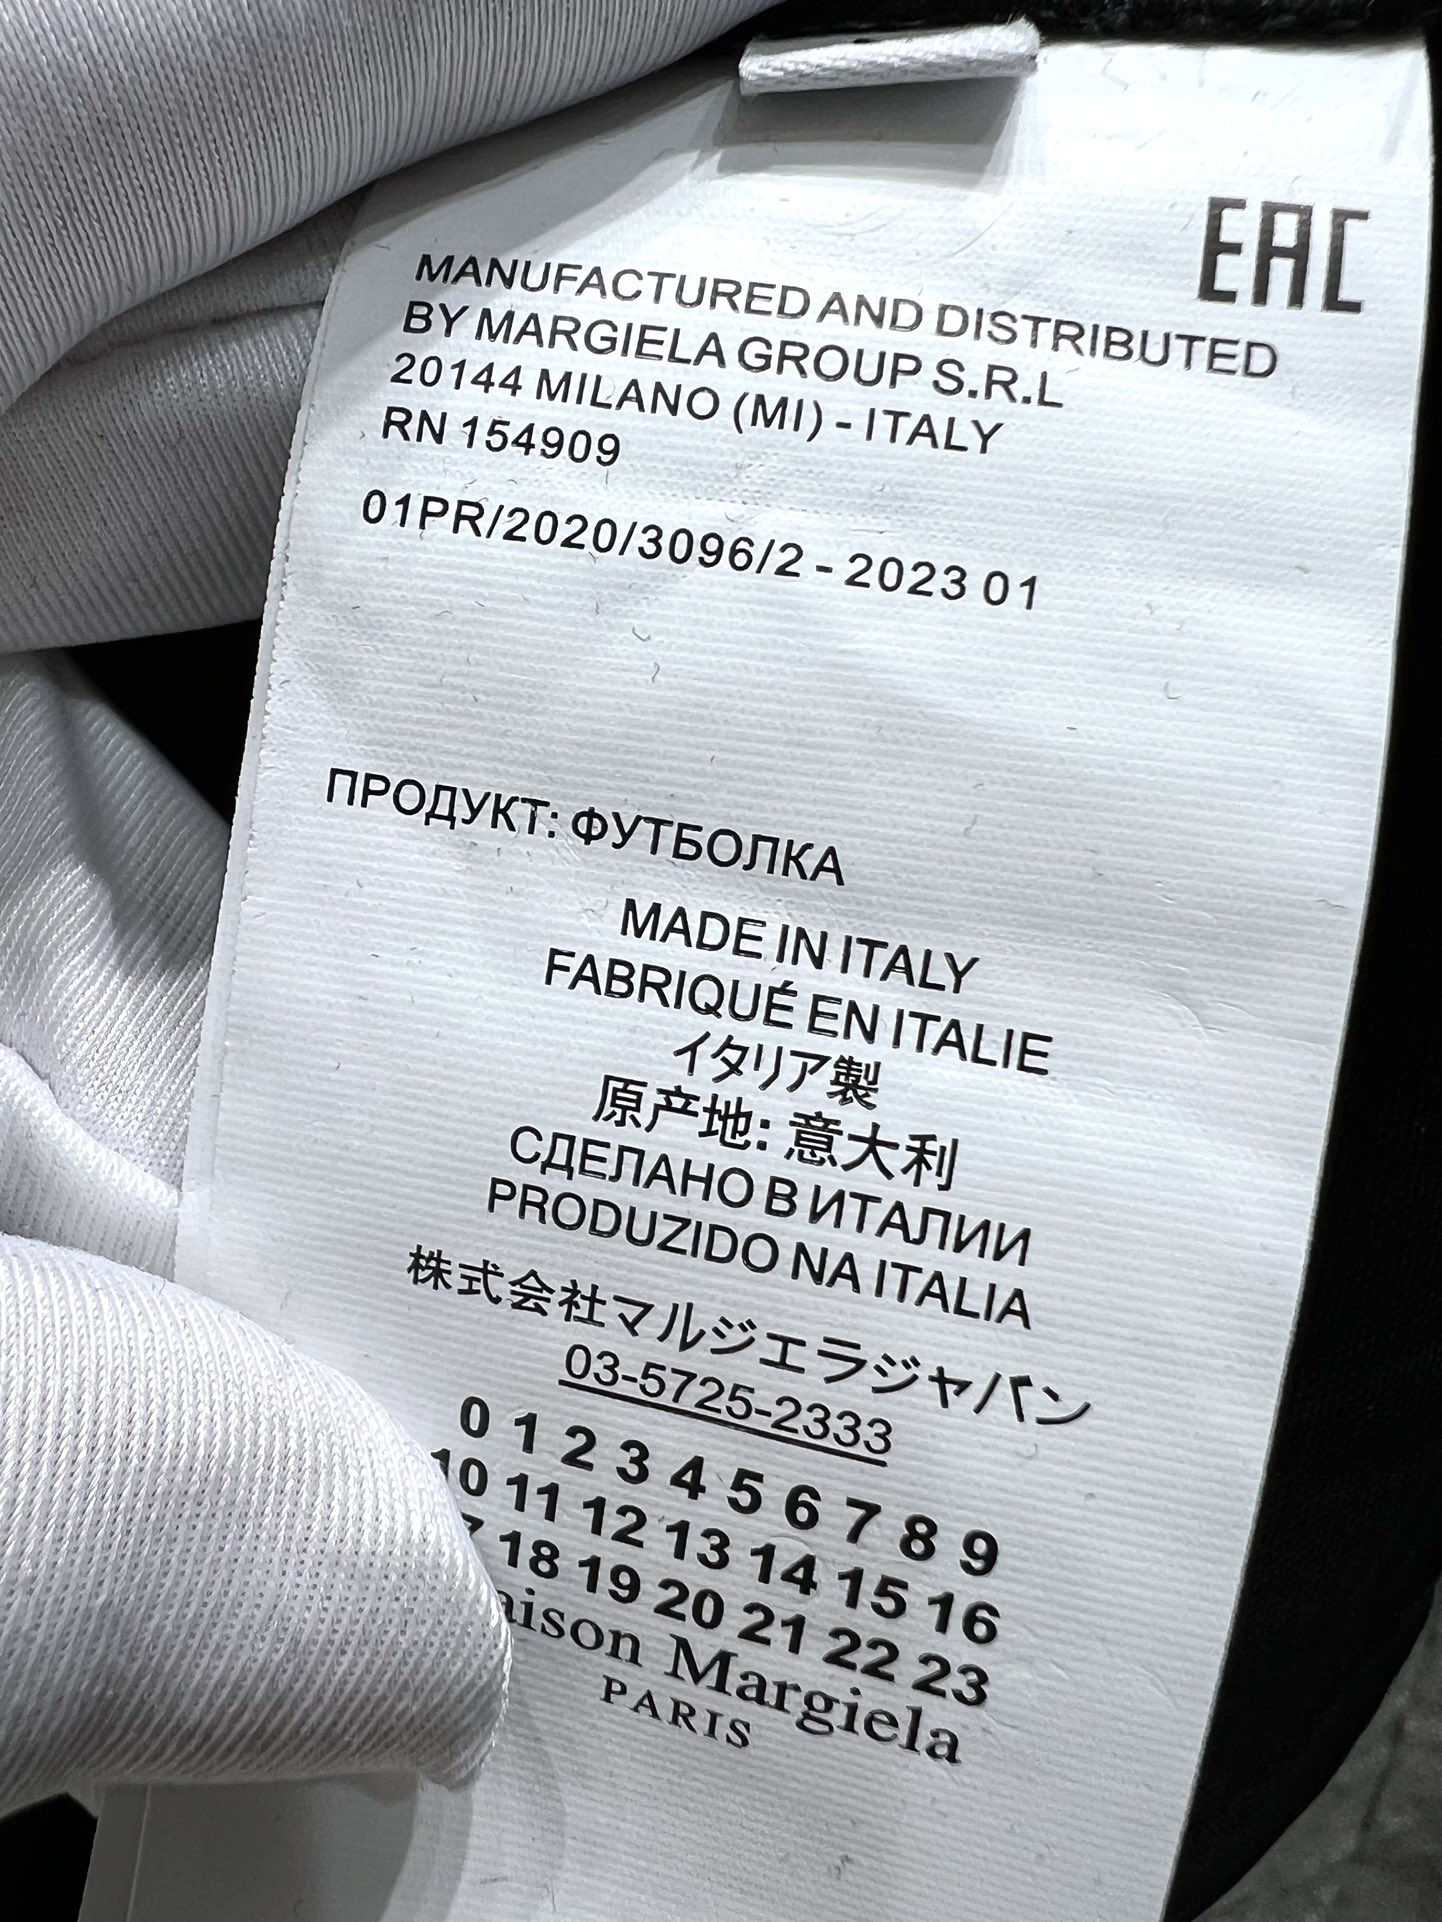 EAC
MANUFACTURED AND DISTRIBUTED
BY MARGIELA GROUP S.R.L
20144 MILANO (MI) - ITALY
RN 154909
01PR/2020/3096/2 - 2023 01
ПРОДУКТ: ФУТБОЛКА
MADE IN ITALY
FABRIQUÉ EN ITALIE
イタリア製
原产地: 意大利
СДЕЛАНО В ИТАЛИИ
PRODUZIDO NA ITALIA
株式会社マルジェラジャパン
03-5725-2333
0 1 2 3 4 5 6 7 8 9
10 11 12 13 14 15 16
18 19 20 21 22 23
Margiela
PARIS